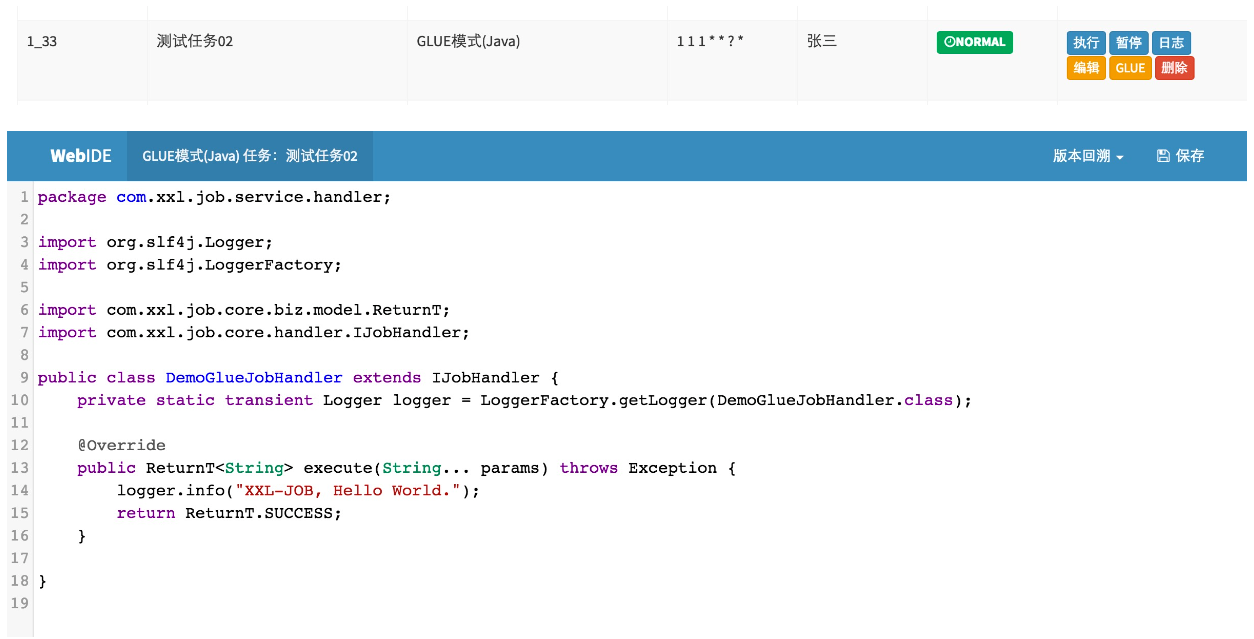 1_33 测试任务02 GLUE模式(Java) 1 1 1 * * ? * 张三 NORMAL 执行 暂停 日志
编辑 GLUE 删除
WebIDE GLUE模式(Java) 任务：测试任务02 版本回溯 保存
1 package com.xxl.job.service.handler;
2
3 import org.slf4j.Logger;
4 import org.slf4j.LoggerFactory;
5
6 import com.xxl.job.core.biz.model.ReturnT;
7 import com.xxl.job.core.handler.IJobHandler;
8
9 public class DemoGlueJobHandler extends IJobHandler {
10     private static transient Logger logger = LoggerFactory.getLogger(DemoGlueJobHandler.class);
11
12     @Override
13     public ReturnT<String> execute(String... params) throws Exception {
14         logger.info("XXL-JOB, Hello World.");
15         return ReturnT.SUCCESS;
16     }
17
18 }
19